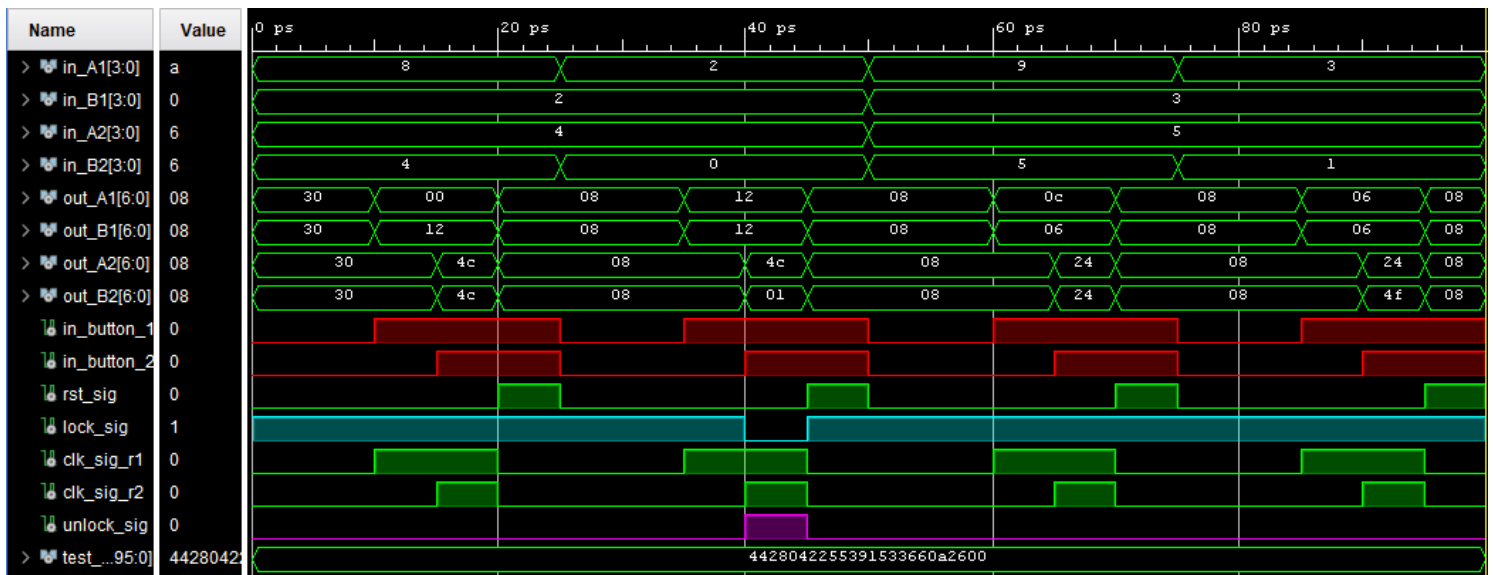 Name Value 0 ps 20 ps 40 ps 60 ps 80 ps
> in_A1[3:0] a 8 2 9 3
> in_B1[3:0] 0 2 3
> in_A2[3:0] 6 4 5
> in_B2[3:0] 6 4 0 5 1
> out_A1[6:0] 08 30 00 08 12 08 0c 08 06 08
> out_B1[6:0] 08 30 12 08 12 08 06 08 06 08
> out_A2[6:0] 08 30 4c 08 4c 08 24 08 24 08
> out_B2[6:0] 08 30 4c 08 01 08 24 08 4f 08
in_button_1 0
in_button_2 0
rst_sig 0
lock_sig 1
clk_sig_r1 0
clk_sig_r2 0
unlock_sig 0
> test_...95:0] 4428042 4428042255391533660a2600